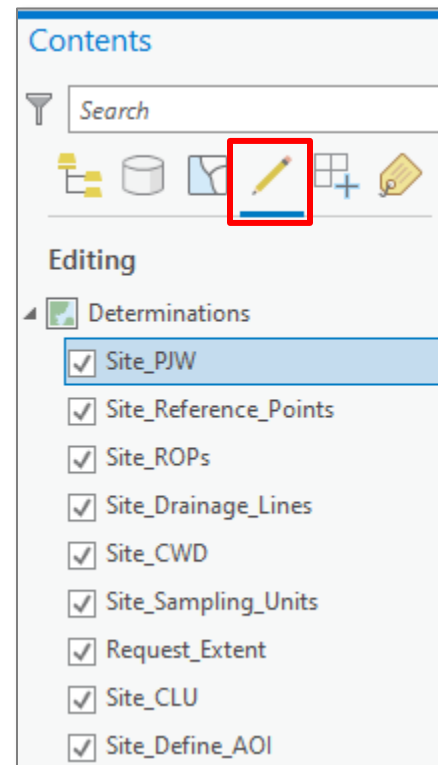 Contents
Search
Editing
Determinations
Site_PJW
Site_Reference_Points
Site_ROPs
Site_Drainage_Lines
Site_CWD
Site_Sampling_Units
Request_Extent
Site_CLU
Site_Define_AOI